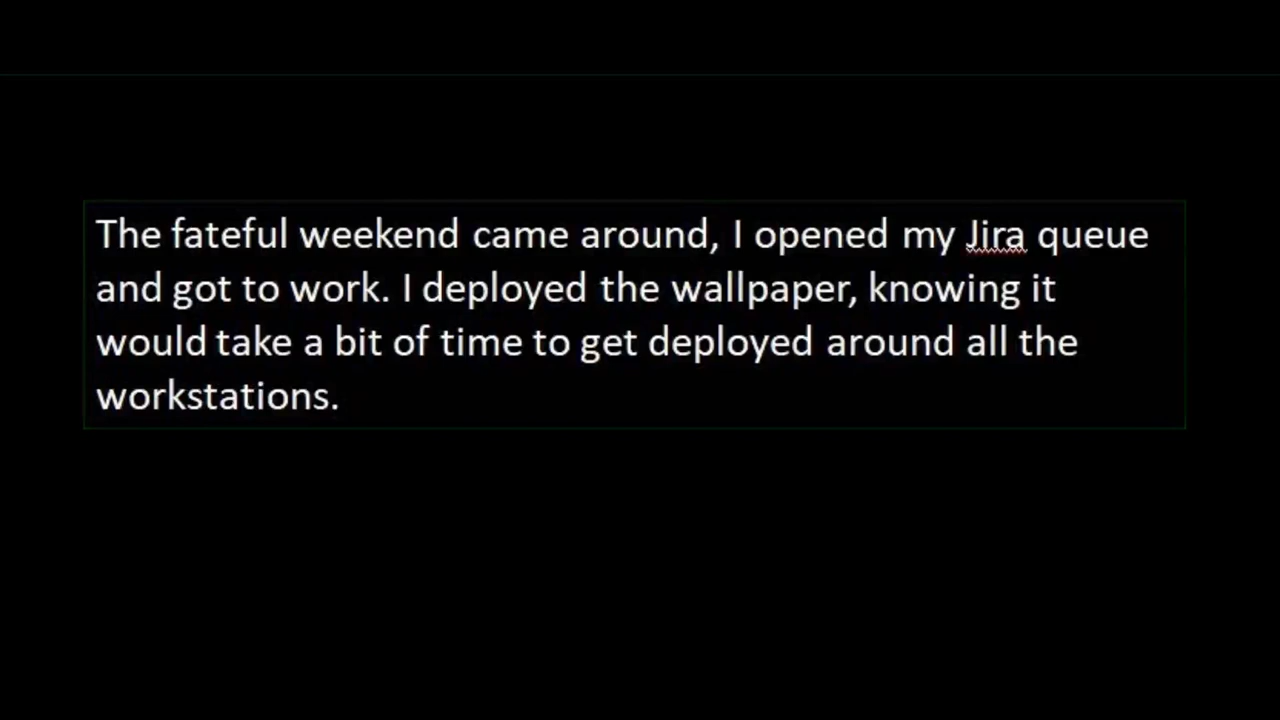 The fateful weekend came around, I opened my Jira queue
and got to work. I deployed the wallpaper, knowing it
would take a bit of time to get deployed around all the
workstations.